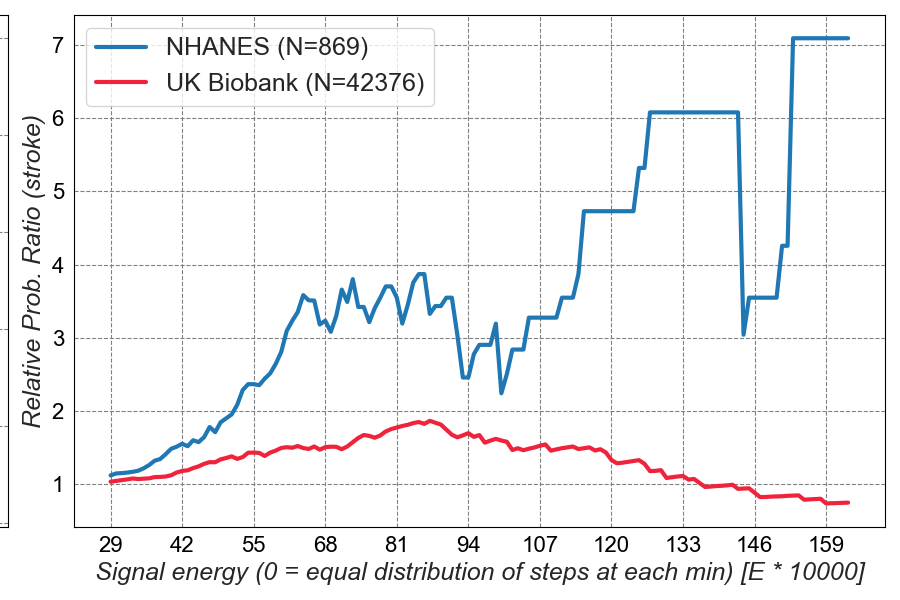 NHANES (N=869)
UK Biobank (N=42376)
Relative Prob. Ratio (stroke)
7
6
5
4
3
2
1
29 42 55 68 81 94 107 120 133 146 159
Signal energy (0 = equal distribution of steps at each min) [E * 10000]